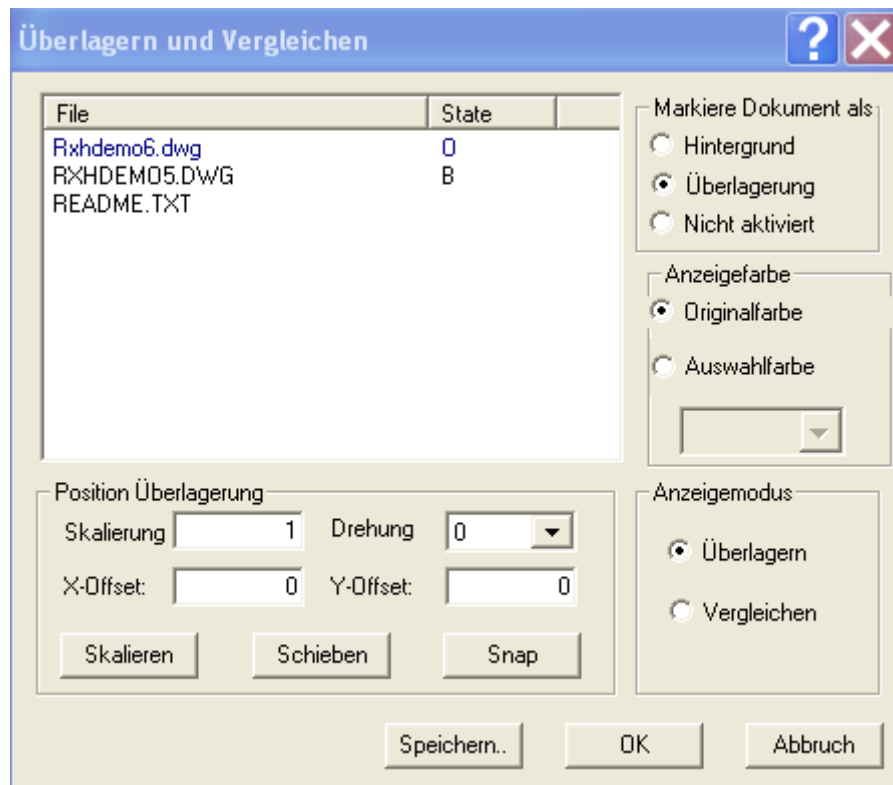 Überlagern und Vergleichen
File State
Rxhdemo6.dwg O
RXHDEMO5.DWG B
README.TXT
Markiere Dokument als
Hintergrund
Überlagerung
Nicht aktiviert
Anzeigefarbe
Originalfarbe
Auswahlfarbe
Position Überlagerung
Skalierung 1 Drehung 0
X-Offset: 0 Y-Offset: 0
Skalieren Schieben Snap
Anzeigemodus
Überlagern
Vergleichen
Speichern.. OK Abbruch